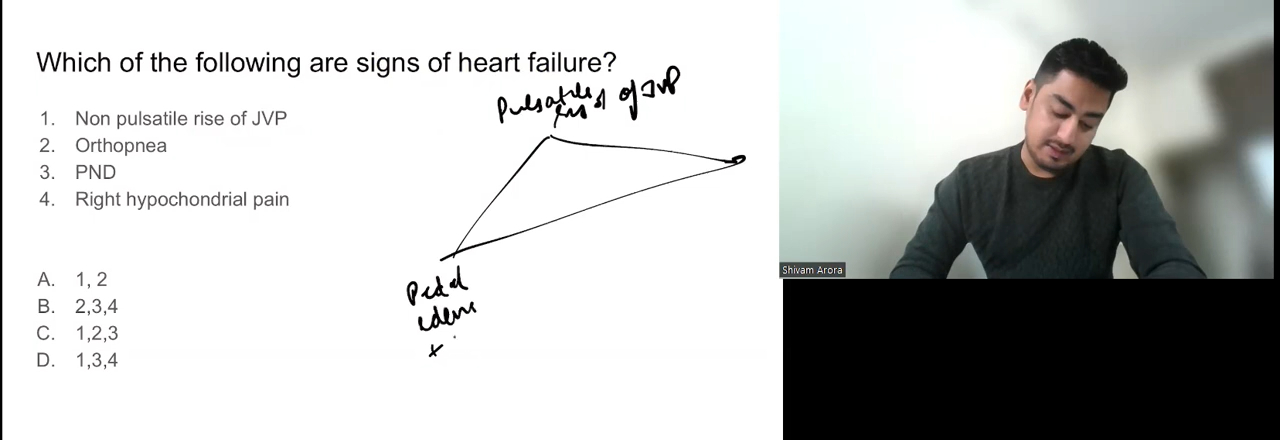 Which of the following are signs of heart failure?
1. Non pulsatile rise of JVP
2. Orthopnea
3. PND
4. Right hypochondrial pain
A. 1, 2
B. 2,3,4
C. 1,2,3
D. 1,3,4
Pulsatile
of JVP
Pedal
edema
Shivam Arora